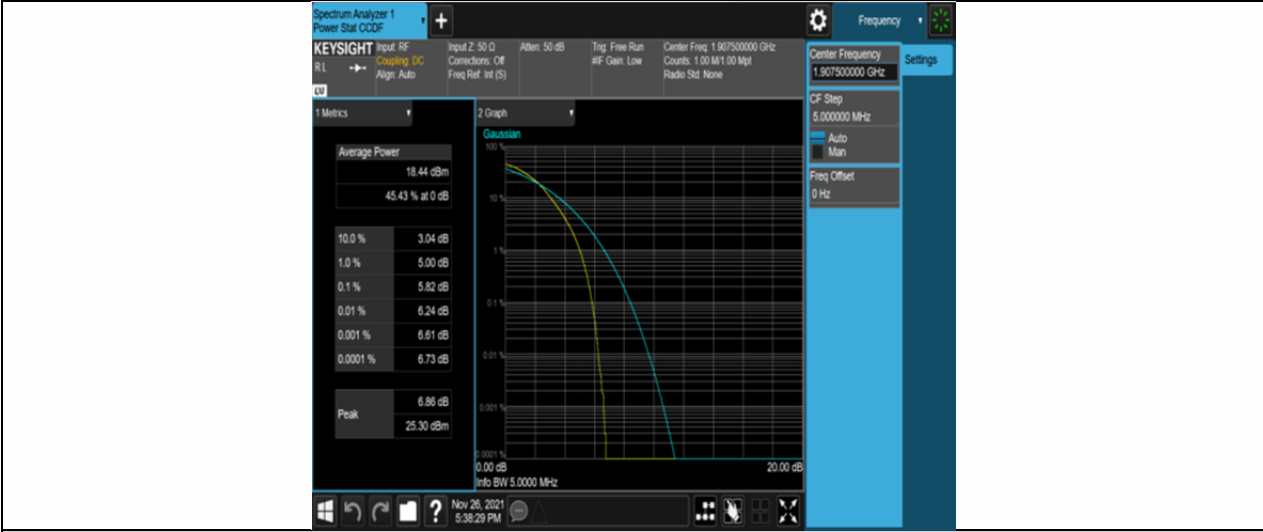 Spectrum Analyzer 1
Power Stat CCDF
+
Frequency
KEYSIGHT
Input: RF
Coupling: DC
Align: Auto
Input Z: 50 Ω
Corrections: Off
Freq Ref: Int (S)
Atten: 50 dB
Trig: Free Run
#IF Gain: Low
Center Freq: 1.907500000 GHz
Counts: 1.00 M/1.00 Mpt
Radio Std: None
RL
LV
Center Frequency
1.907500000 GHz
Settings
CF Step
5.000000 MHz
Auto
Man
Freq Offset
0 Hz
1 Metrics
Average Power
18.44 dBm
45.43 % at 0 dB
10.0 % 3.04 dB
1.0 % 5.00 dB
0.1 % 5.82 dB
0.01 % 6.24 dB
0.001 % 6.61 dB
0.0001 % 6.73 dB
Peak
6.86 dB
25.30 dBm
2 Graph
Gaussian
100 %
10 %
1 %
0.1 %
0.01 %
0.001 %
0.0001 %
0.00 dB
20.00 dB
Info BW 5.0000 MHz
?
Nov 26, 2021
5:38:29 PM